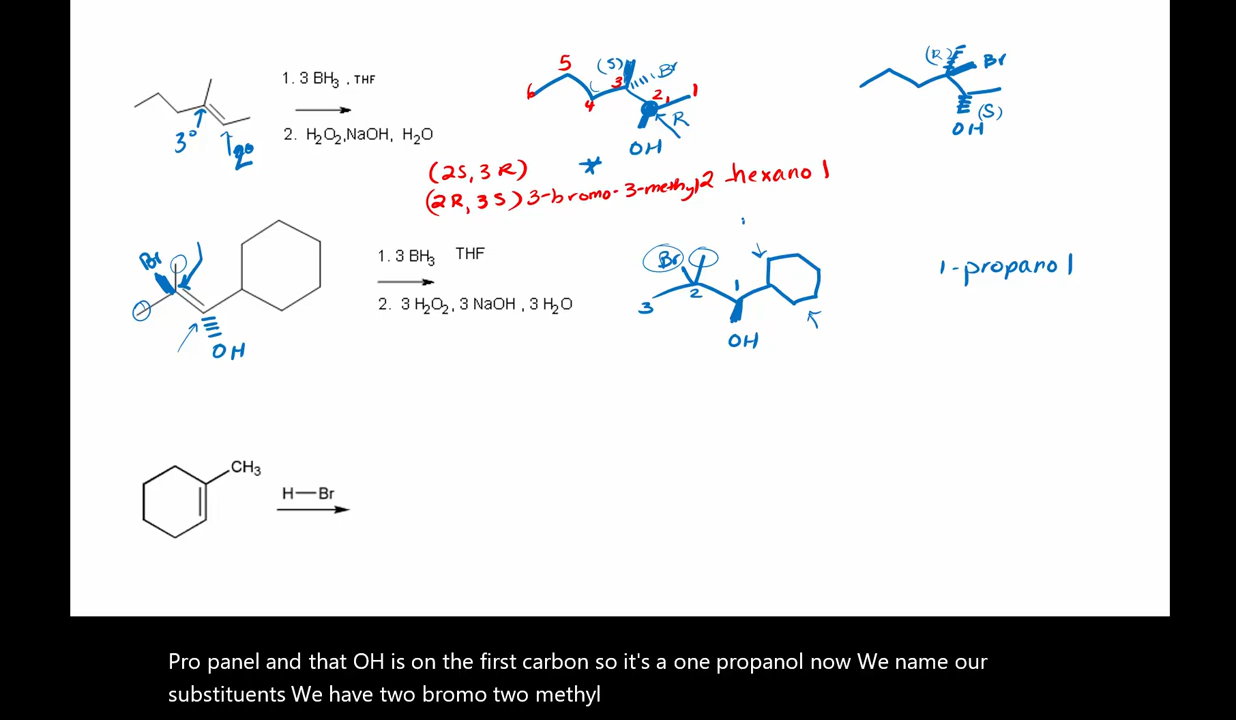 1. 3 BH3 . THF
2. H2O2,NaOH, H2O
3°
2°
6 5 4 3 2 1
(S)
Br
R
OH
(R)
Br
(S)
OH
(2S, 3R)
(2R, 3S) 3-bromo-3-methyl 2-hexanol
*
Br
OH
1. 3 BH3 THF
2. 3 H2O2, 3 NaOH , 3 H2O
Br
3 2 1
OH
1-propanol
CH3
H—Br
Pro panel and that OH is on the first carbon so it's a one propanol now We name our
substituents We have two bromo two methyl